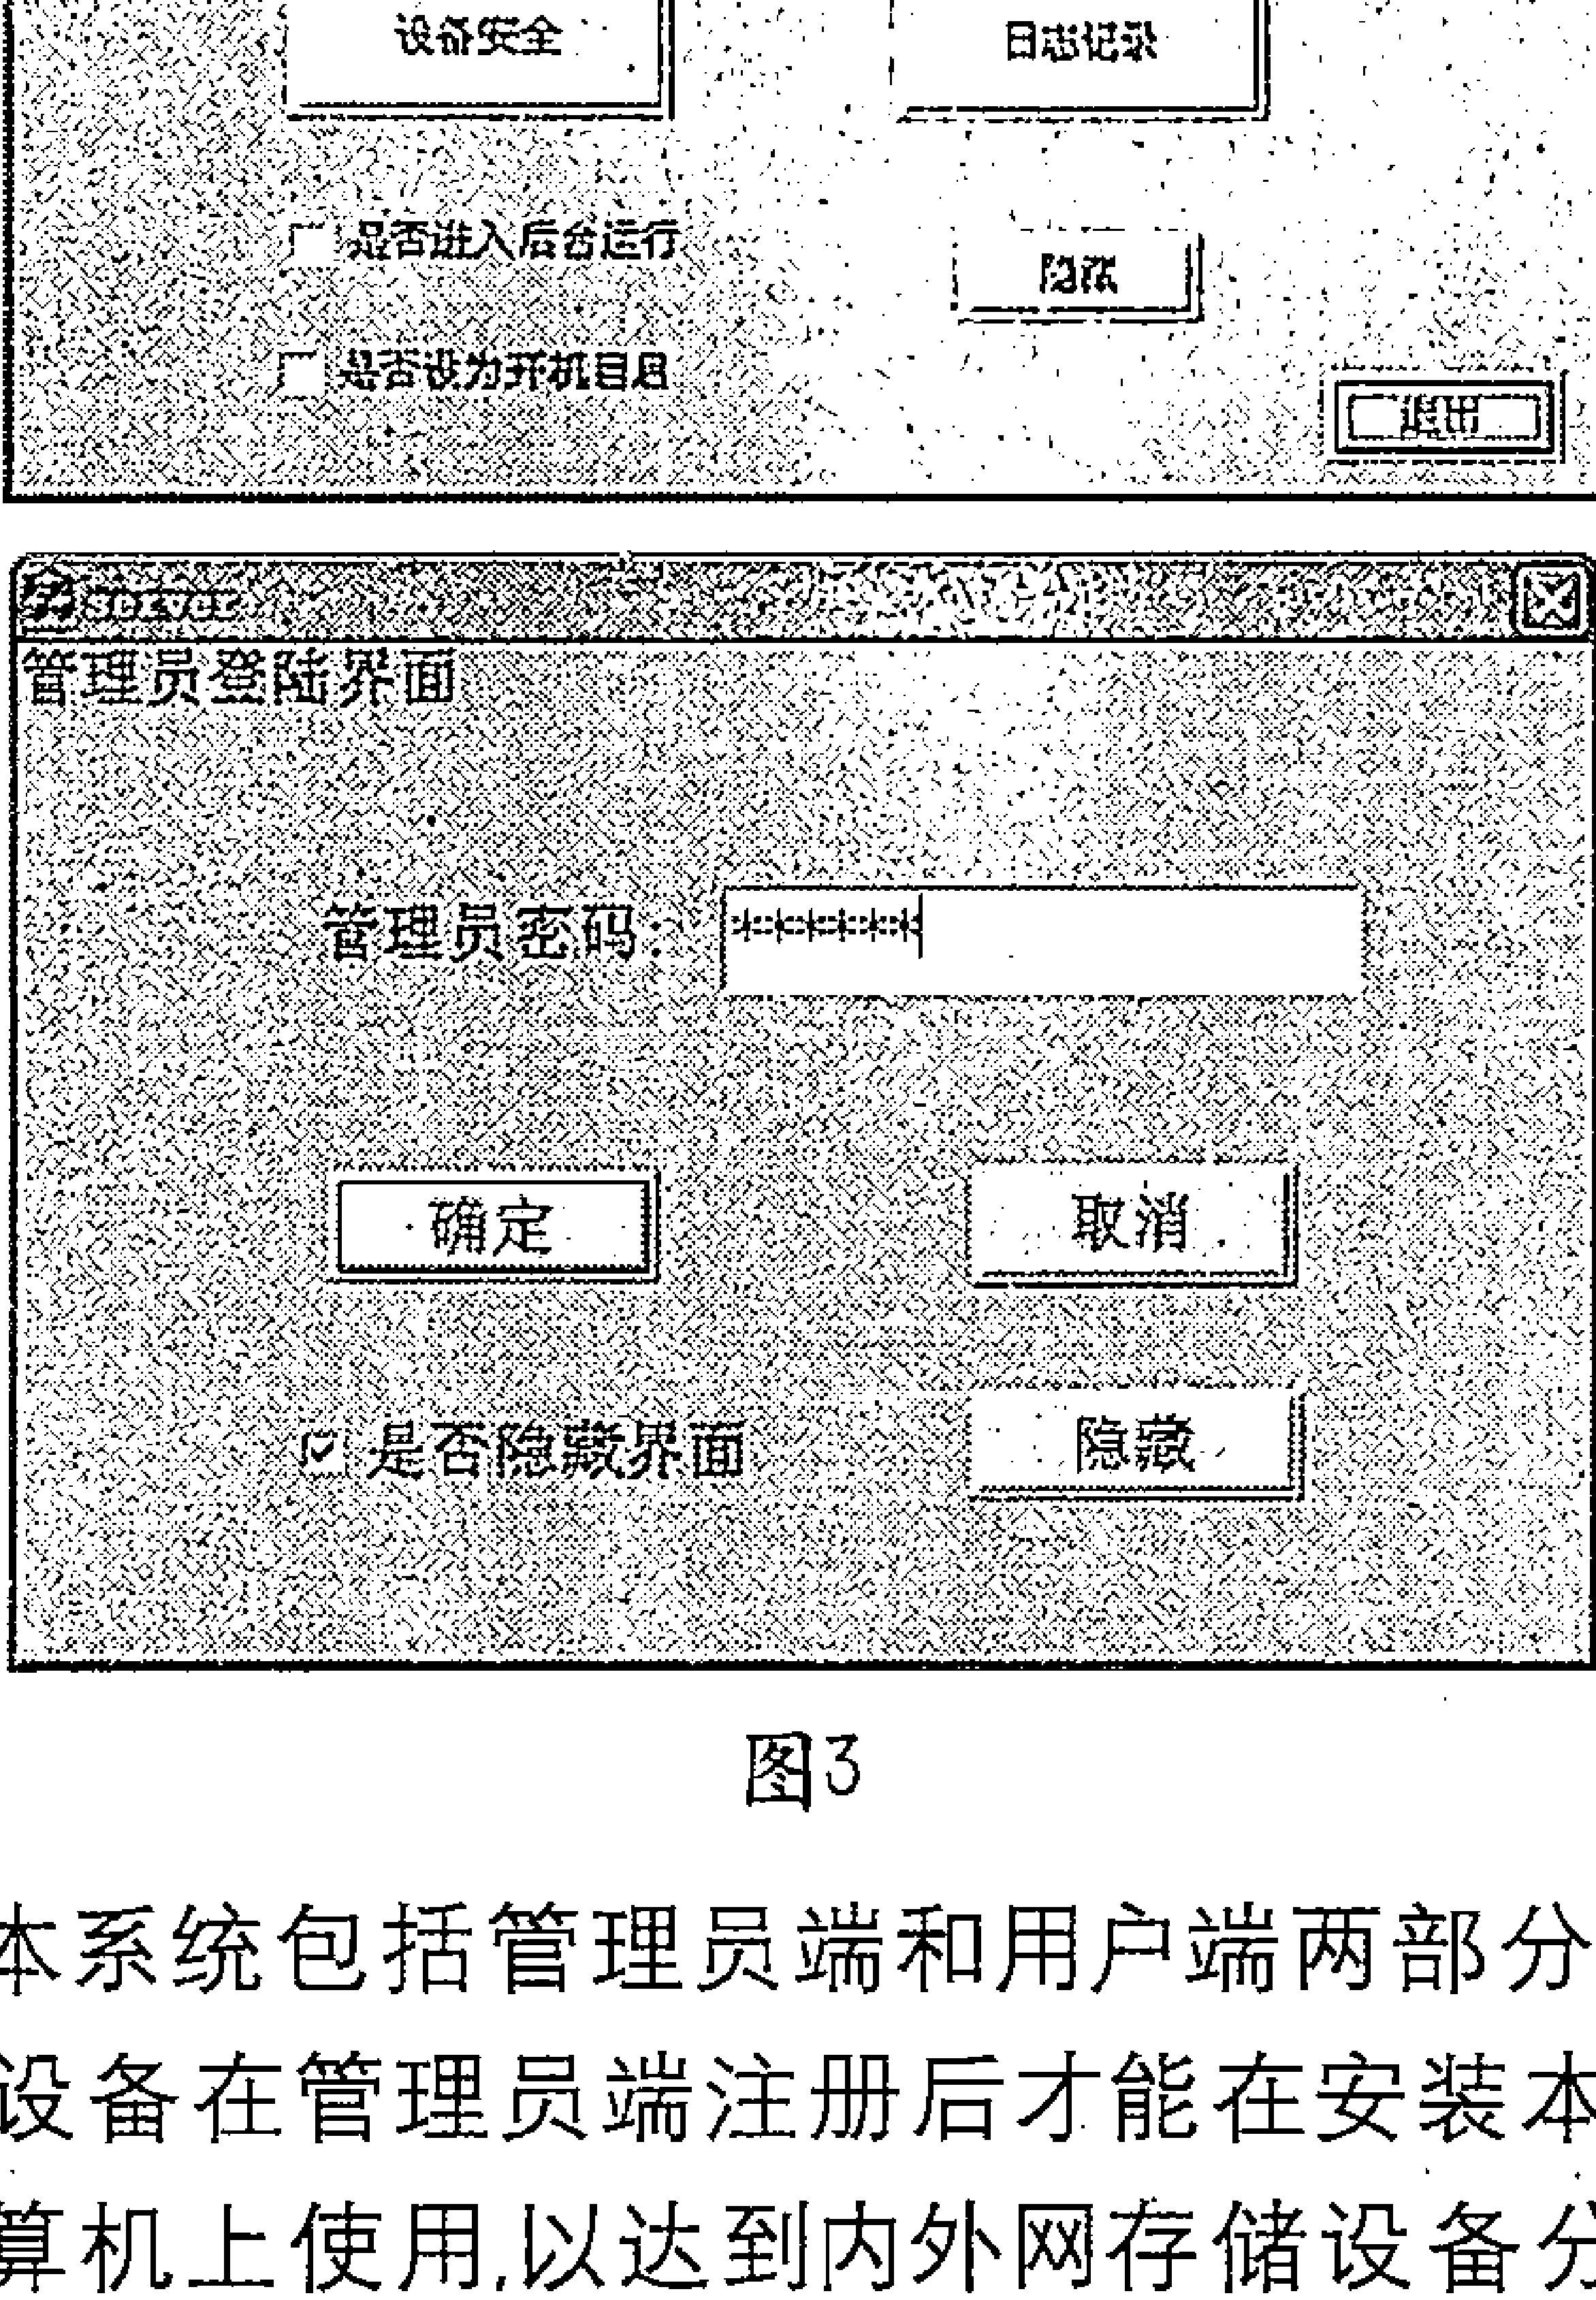 设备安全 日志记录
是否进入后台运行
隐藏
是否设为开机自启
退出
Server
管理员登陆界面
管理员密码: ******
确定 取消
是否隐藏界面 隐藏
图3
本系统包括管理员端和用户端两部分
设备在管理员端注册后才能在安装本
算机上使用,以达到内外网存储设备分